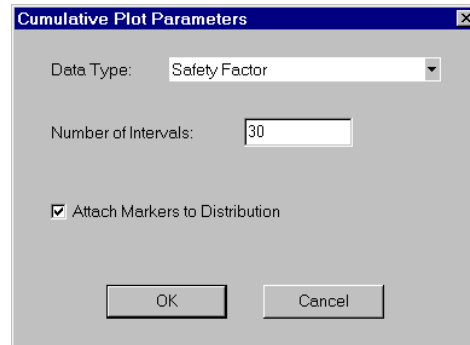 Cumulative Plot Parameters
Data Type: Safety Factor
Number of Intervals: 30
Attach Markers to Distribution
OK Cancel